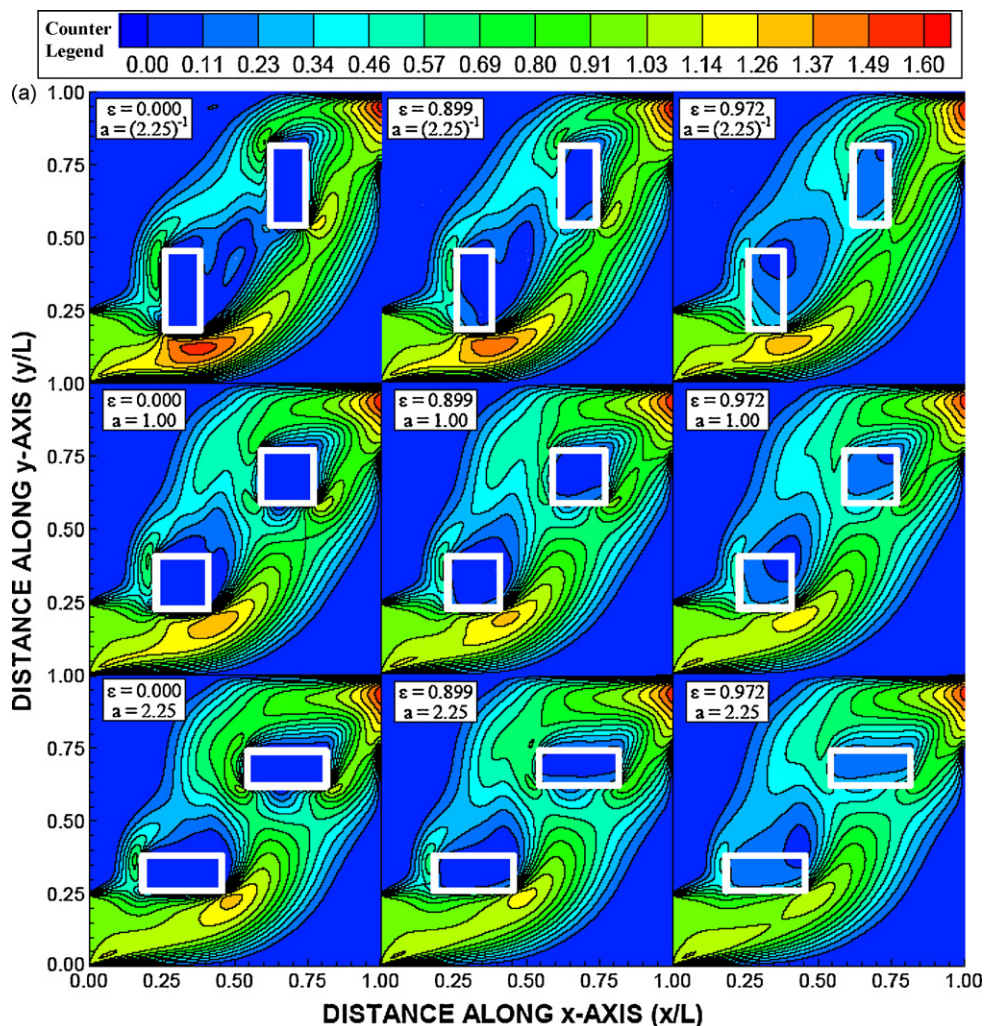 Counter
Legend
0.00 0.11 0.23 0.34 0.46 0.57 0.69 0.80 0.91 1.03 1.14 1.26 1.37 1.49 1.60
(a)
1.00
ε = 0.000
a = (2.25)⁻¹
ε = 0.899
a = (2.25)⁻¹
ε = 0.972
a = (2.25)⁻¹
0.75
0.50
0.25
1.00
ε = 0.000
a = 1.00
ε = 0.899
a = 1.00
ε = 0.972
a = 1.00
0.75
0.50
0.25
1.00
ε = 0.000
a = 2.25
ε = 0.899
a = 2.25
ε = 0.972
a = 2.25
0.75
0.50
0.25
0.00
DISTANCE ALONG y-AXIS (y/L)
0.00 0.25 0.50 0.75 1.00 0.25 0.50 0.75 1.00 0.25 0.50 0.75 1.00
DISTANCE ALONG x-AXIS (x/L)